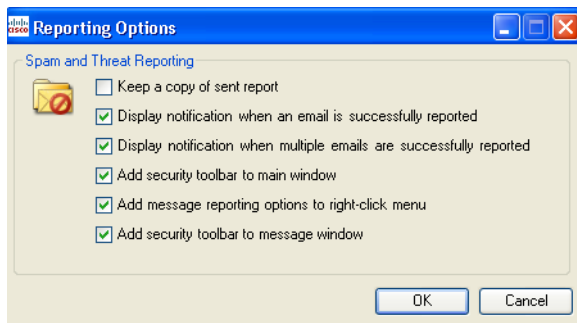 cisco Reporting Options
Spam and Threat Reporting
Keep a copy of sent report
Display notification when an email is successfully reported
Display notification when multiple emails are successfully reported
Add security toolbar to main window
Add message reporting options to right-click menu
Add security toolbar to message window
OK Cancel